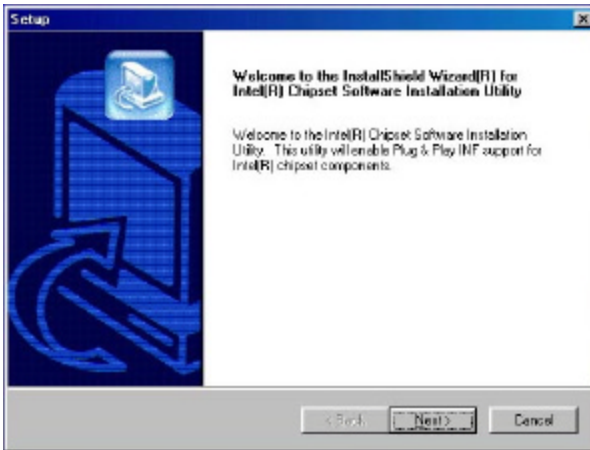 Setup
Welcome to the InstallShield Wizard(R) for
Intel(R) Chipset Software Installation Utility
Welcome to the Intel(R) Chipset Software Installation
Utility. This utility will enable Plug & Play INF support for
Intel(R) chipset components.
< Back
Next >
Cancel